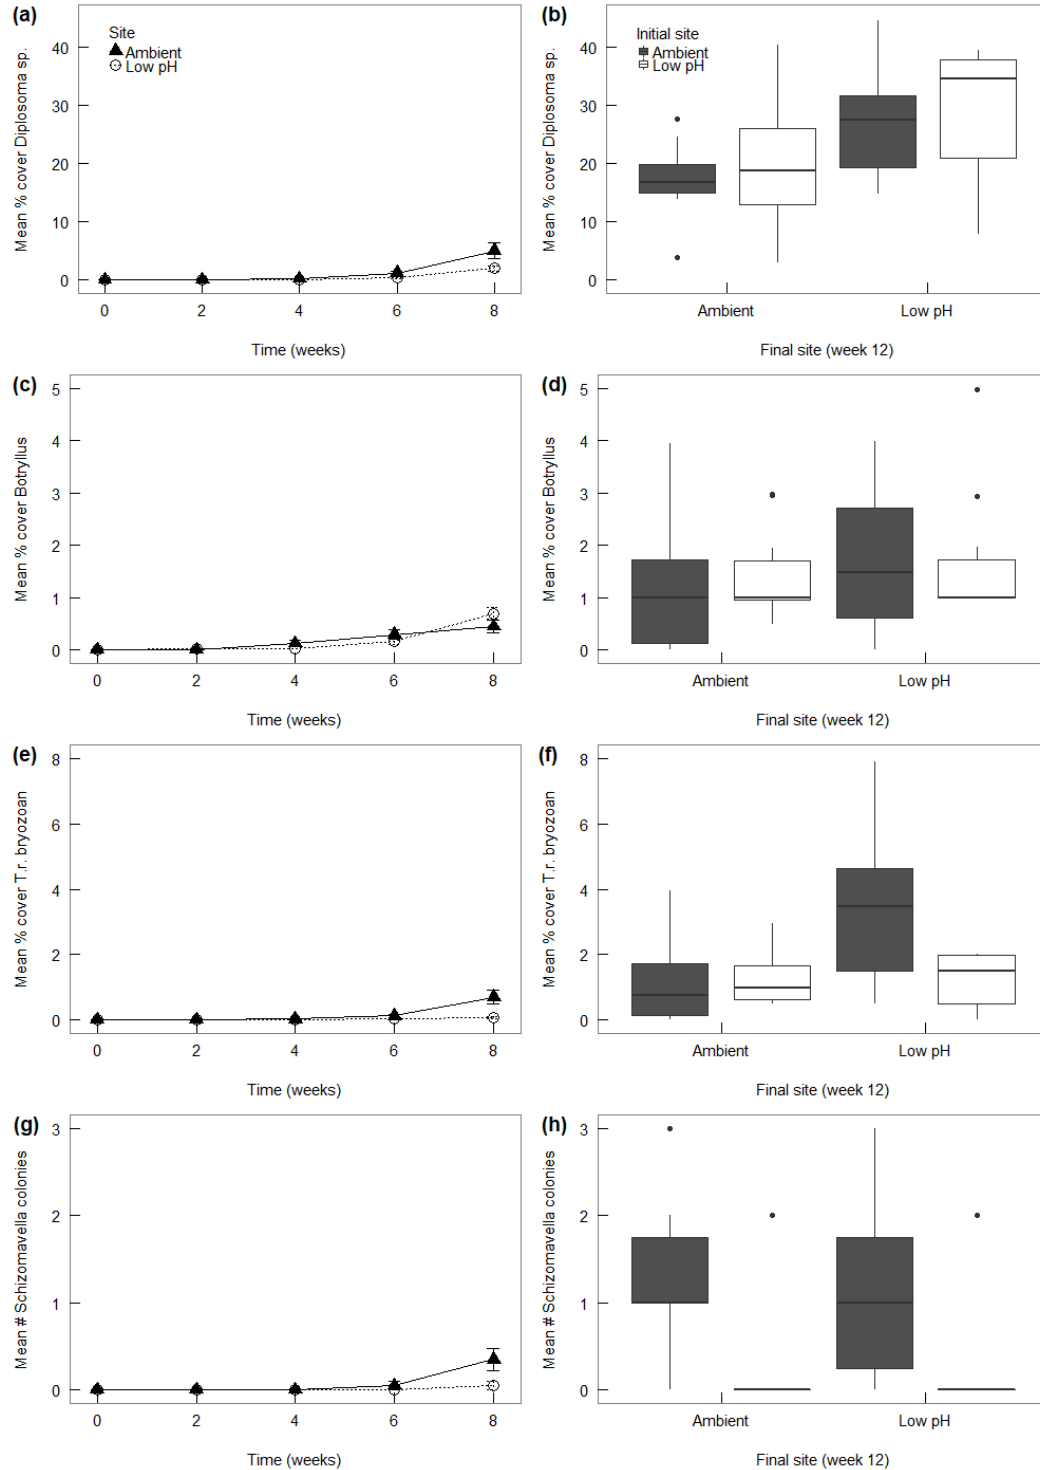 (a)
Mean % cover Diplosoma sp.
40
30
20
10
0
Site
Ambient
Low pH
0 2 4 6 8
Time (weeks)
(b)
Mean % cover Diplosoma sp.
40
30
20
10
0
Initial site
Ambient
Low pH
Ambient Low pH
Final site (week 12)
(c)
Mean % cover Botryllus
5
4
3
2
1
0
0 2 4 6 8
Time (weeks)
(d)
Mean % cover Botryllus
5
4
3
2
1
0
Ambient Low pH
Final site (week 12)
(e)
Mean % cover T.r. bryozoan
8
6
4
2
0
0 2 4 6 8
Time (weeks)
(f)
Mean % cover T.r. bryozoan
8
6
4
2
0
Ambient Low pH
Final site (week 12)
(g)
Mean # Schizomavella colonies
3
2
1
0
0 2 4 6 8
Time (weeks)
(h)
Mean # Schizomavella colonies
3
2
1
0
Ambient Low pH
Final site (week 12)